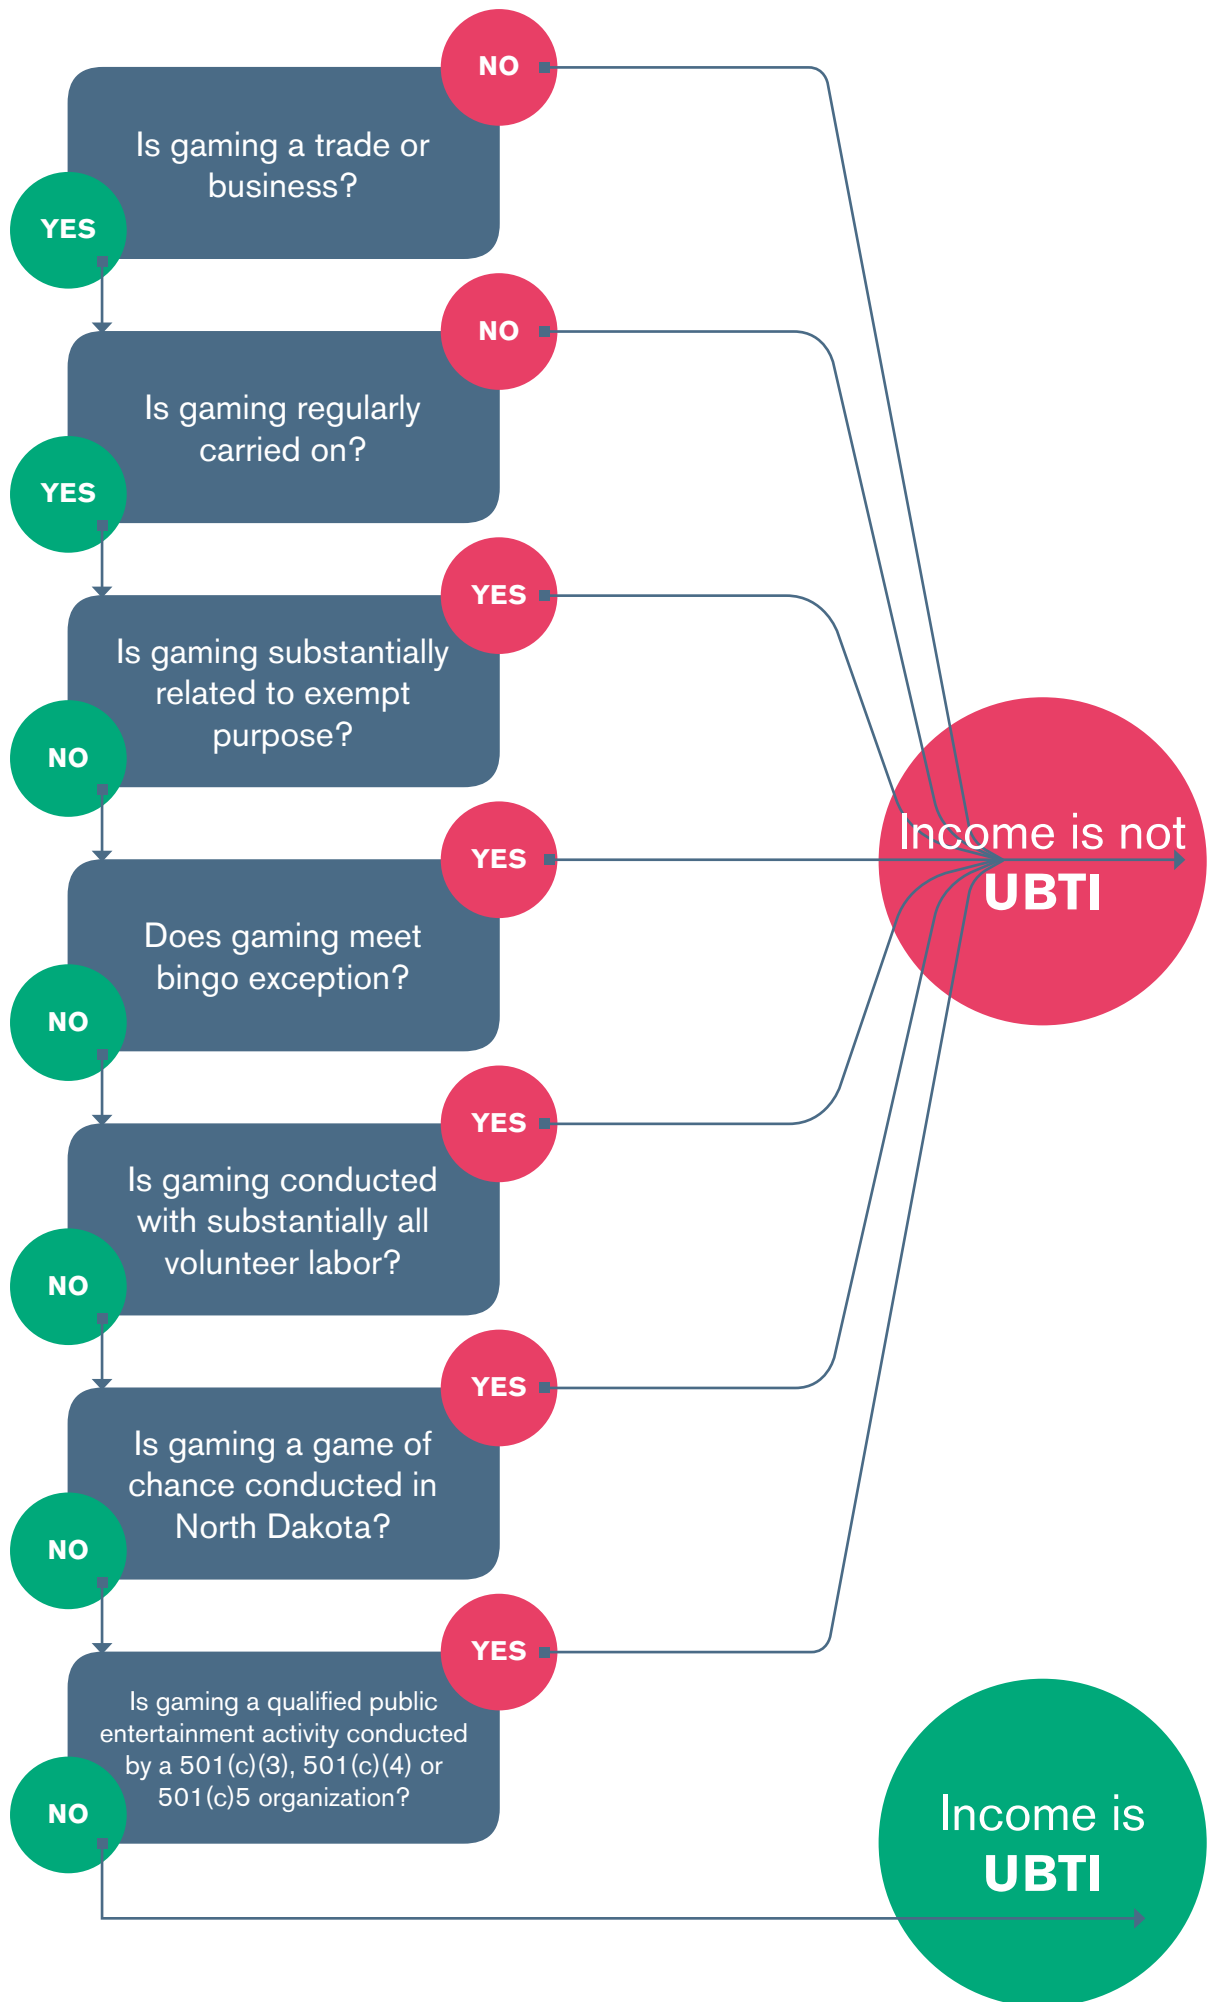 NO
Is gaming a trade or
business?
YES
NO
Is gaming regularly
carried on?
YES
YES
Is gaming substantially
related to exempt
purpose?
NO
YES
Does gaming meet
bingo exception?
NO
YES
Is gaming conducted
with substantially all
volunteer labor?
NO
YES
Is gaming a game of
chance conducted in
North Dakota?
NO
YES
Is gaming a qualified public
entertainment activity conducted
by a 501(c)(3), 501(c)(4) or
501(c)5 organization?
NO
Income is not
UBTI
Income is
UBTI